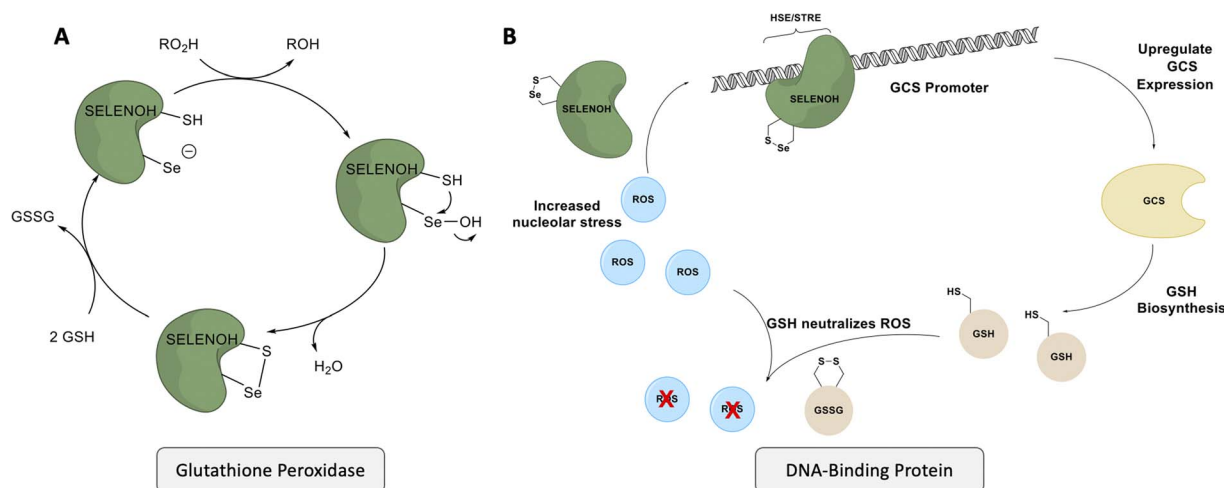 A
RO₂H
ROH
SELENOH
SH
Se
⊖
SELENOH
SH
Se
OH
GSSG
2 GSH
SELENOH
S
Se
H₂O
Glutathione Peroxidase
B
HSE/STRE
S
Se
SELENOH
SELENOH
GCS Promoter
S
Se
Upregulate
GCS
Expression
ROS
Increased
nucleolar stress
ROS
ROS
GCS
GSH
Biosynthesis
HS
GSH
HS
GSH
GSH neutralizes ROS
S
S
GSSG
ROS
X
ROS
X
DNA-Binding Protein